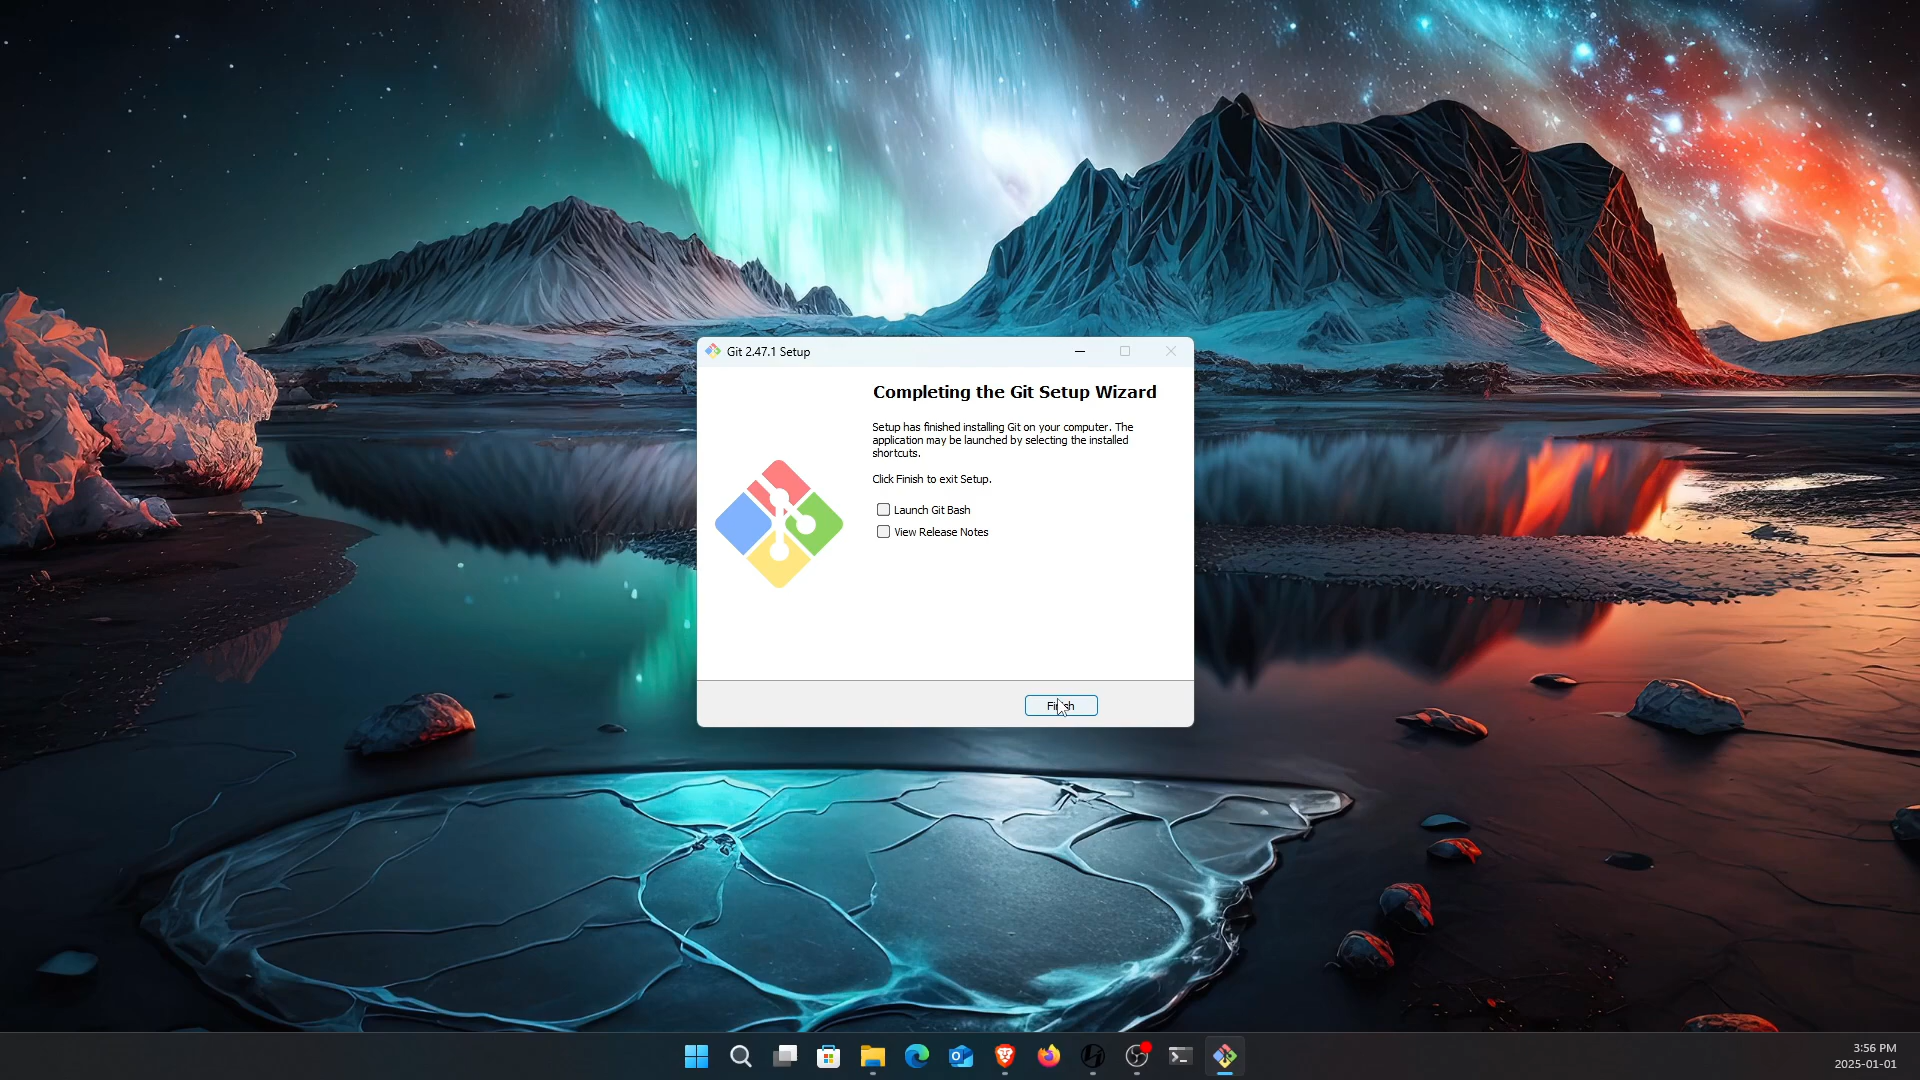 Git 2.47.1 Setup
Completing the Git Setup Wizard
Setup has finished installing Git on your computer. The
application may be launched by selecting the installed
shortcuts.
Click Finish to exit Setup.
Launch Git Bash
View Release Notes
Finish
3:56 PM
2025-01-01